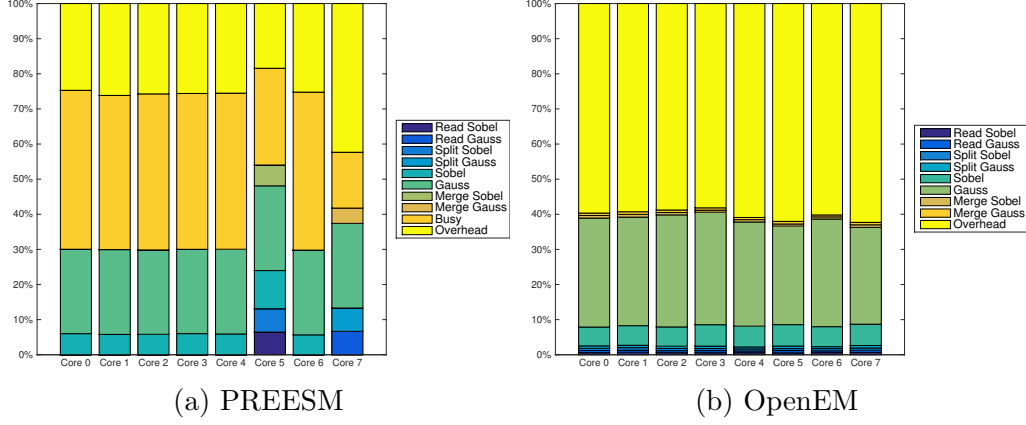 100%
90%
80%
70%
60%
50%
40%
30%
20%
10%
0%
Core 0 Core 1 Core 2 Core 3 Core 4 Core 5 Core 6 Core 7
Read Sobel
Read Gauss
Split Sobel
Split Gauss
Sobel
Gauss
Merge Sobel
Merge Gauss
Busy
Overhead
(a) PREESM
100%
90%
80%
70%
60%
50%
40%
30%
20%
10%
0%
Core 0 Core 1 Core 2 Core 3 Core 4 Core 5 Core 6 Core 7
Read Sobel
Read Gauss
Split Sobel
Split Gauss
Sobel
Gauss
Merge Sobel
Merge Gauss
Overhead
(b) OpenEM